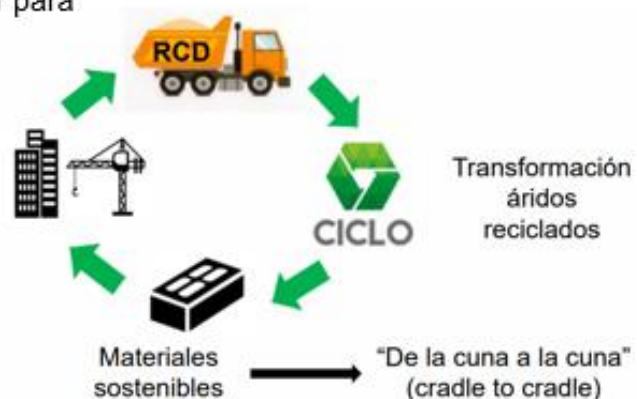 para
RCD
CICLO
Transformación
áridos
reciclados
Materiales
sostenibles
"De la cuna a la cuna"
(cradle to cradle)